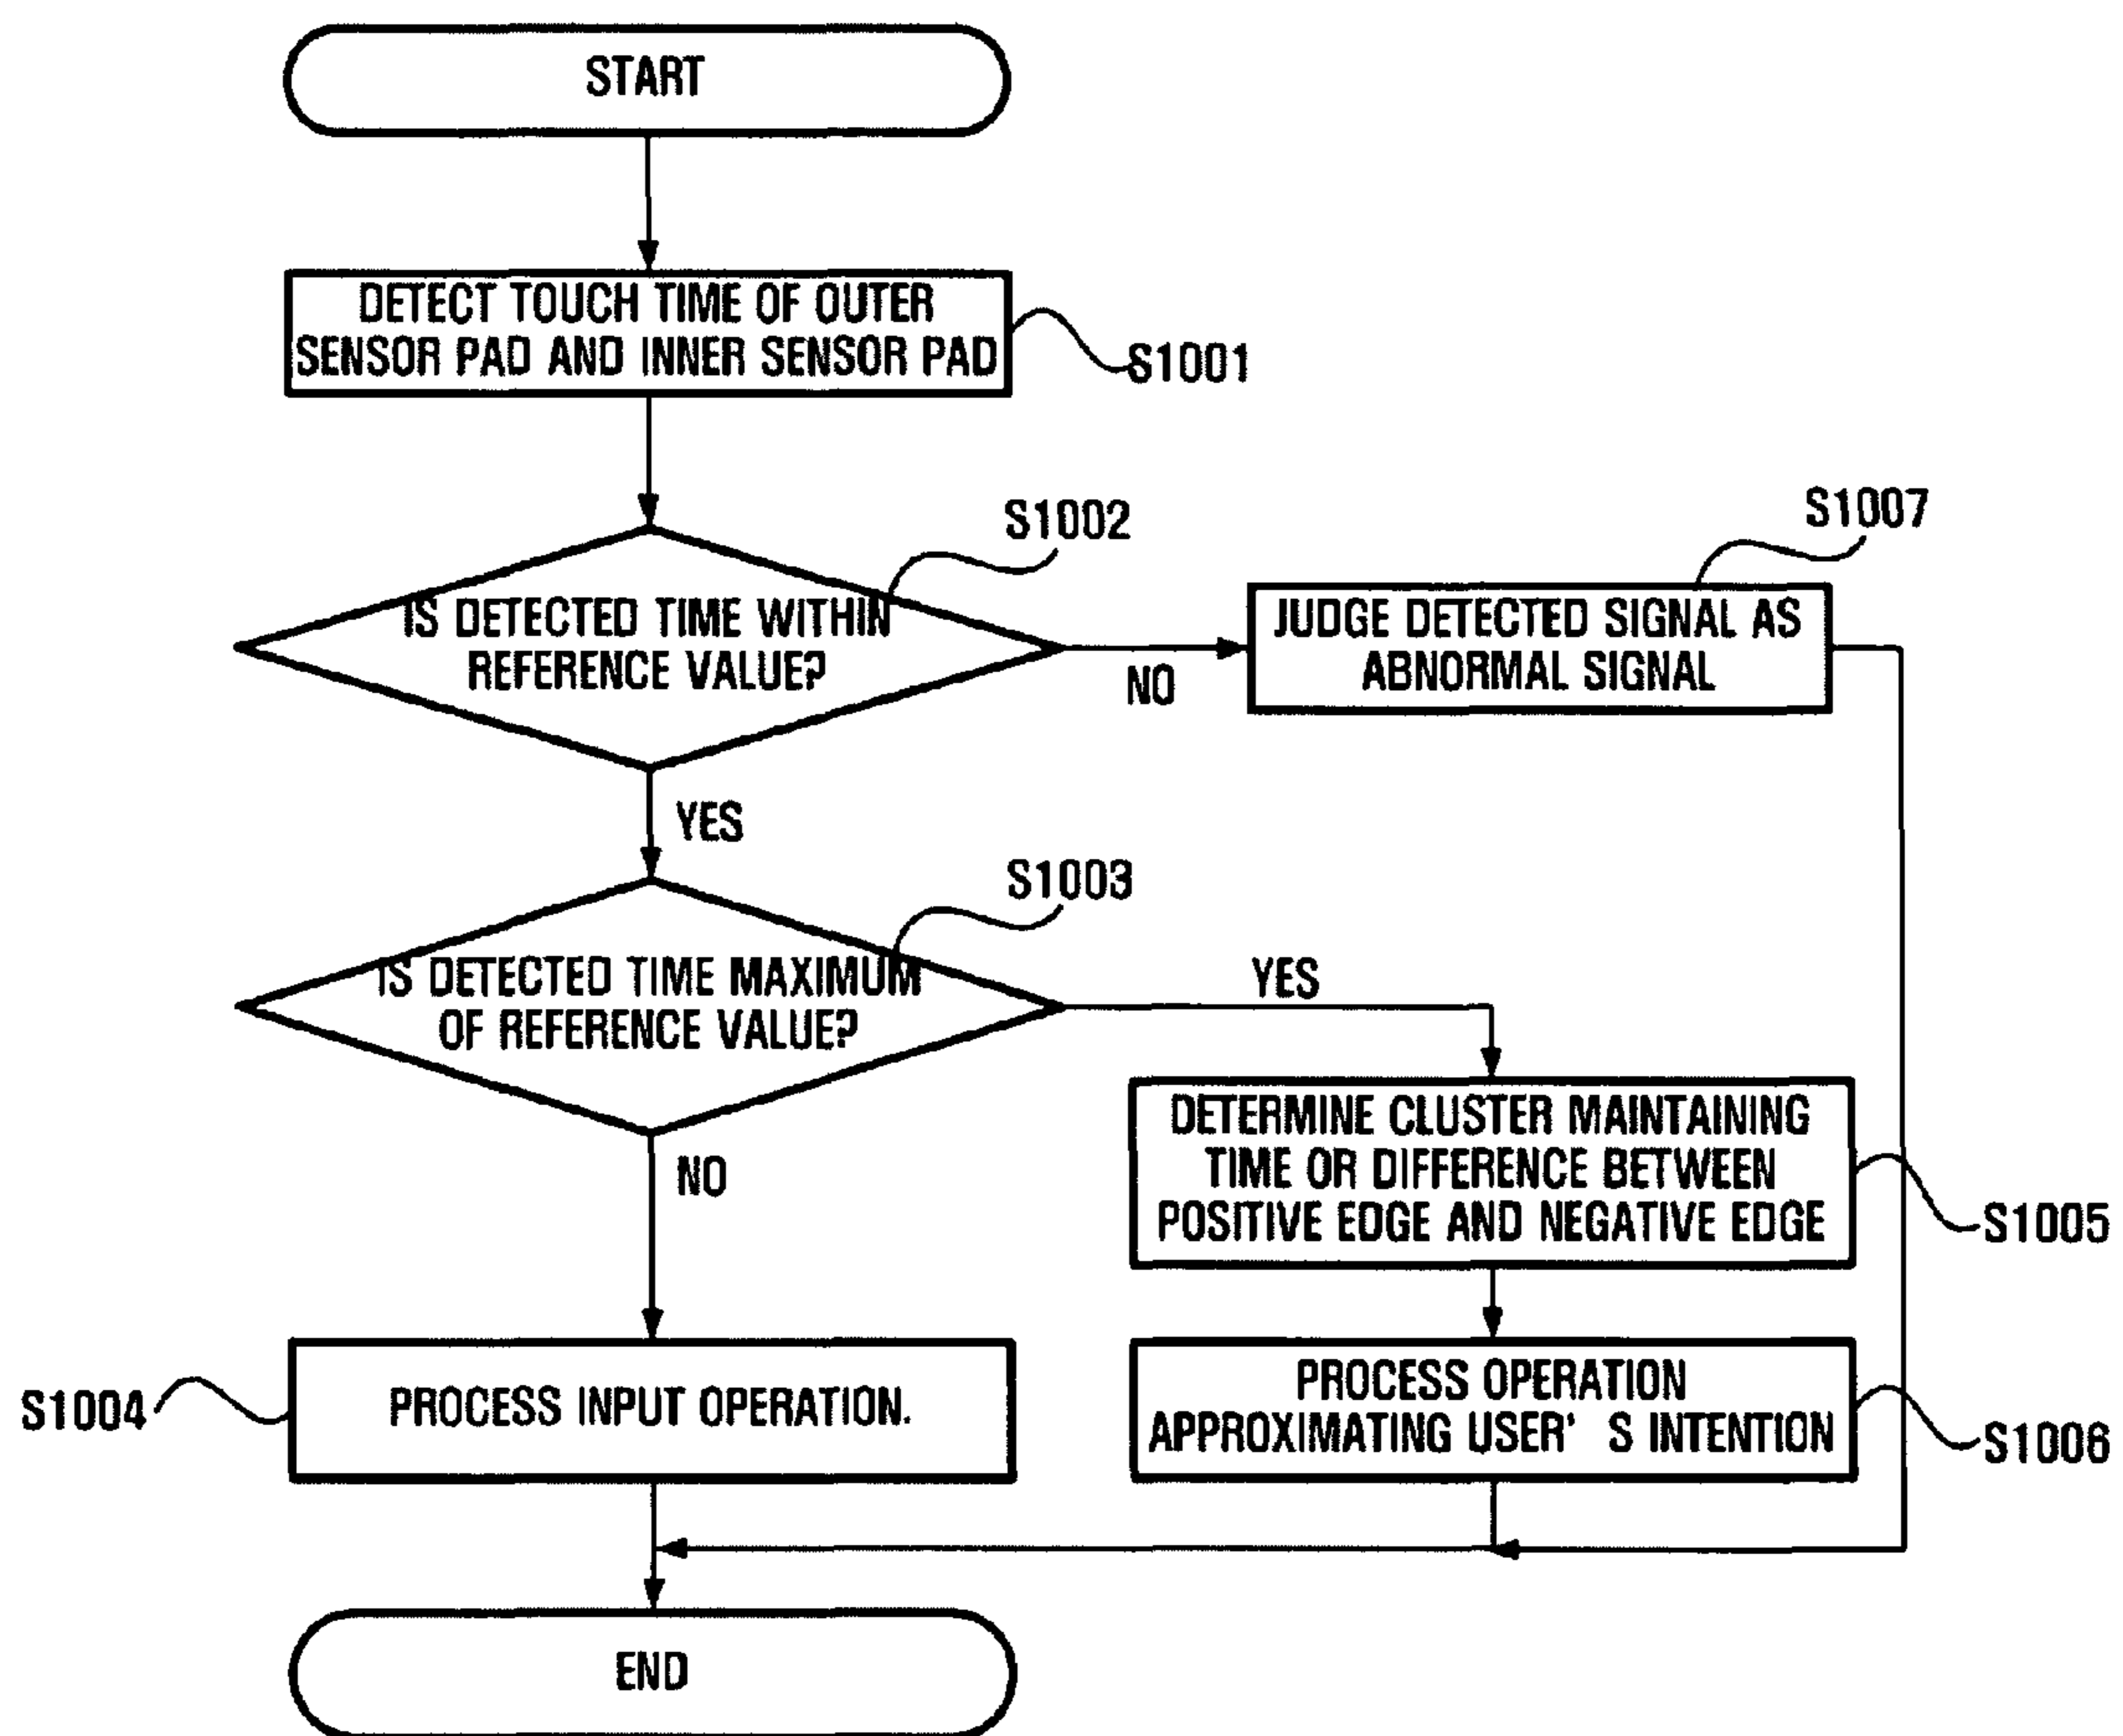 START
DETECT TOUCH TIME OF OUTER
SENSOR PAD AND INNER SENSOR PAD
S1001
S1002
IS DETECTED TIME WITHIN
REFERENCE VALUE?
NO
S1007
JUDGE DETECTED SIGNAL AS
ABNORMAL SIGNAL
YES
S1003
IS DETECTED TIME MAXIMUM
OF REFERENCE VALUE?
YES
NO
DETERMINE CLUSTER MAINTAINING
TIME OR DIFFERENCE BETWEEN
POSITIVE EDGE AND NEGATIVE EDGE
S1005
S1004
PROCESS INPUT OPERATION.
PROCESS OPERATION
APPROXIMATING USER' S INTENTION
S1006
END